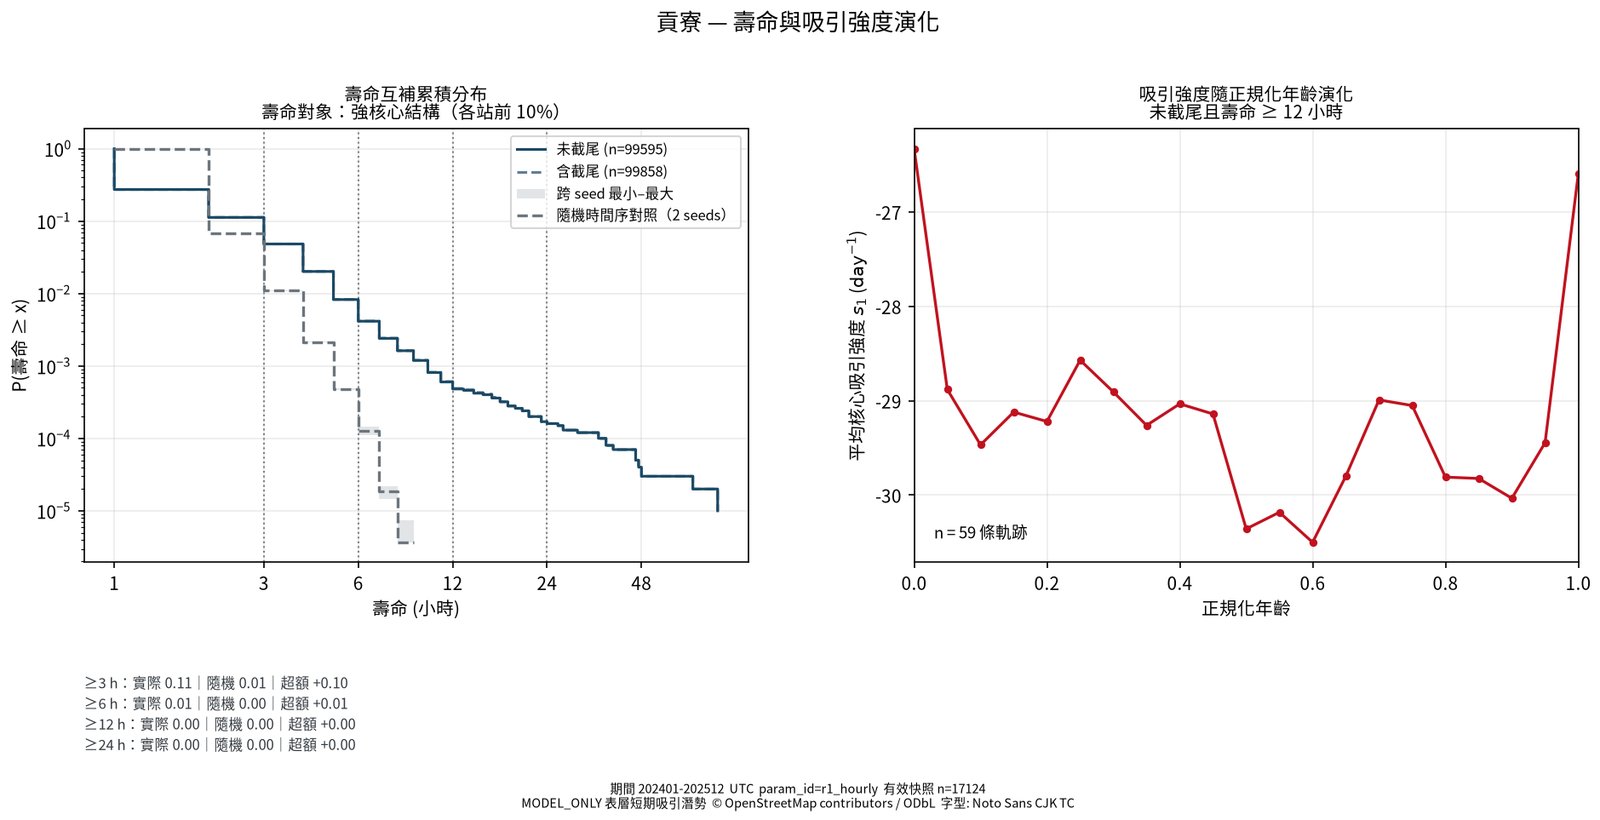 貢寮 — 壽命與吸引強度演化
壽命互補累積分布
壽命對象：強核心結構（各站前 10%）
P(壽命 ≥ x)
10⁰
10⁻¹
10⁻²
10⁻³
10⁻⁴
10⁻⁵
未截尾 (n=99595)
含截尾 (n=99858)
跨 seed 最小–最大
隨機時間序對照（2 seeds）
1 3 6 12 24 48
壽命 (小時)
吸引強度隨正規化年齡演化
未截尾且壽命 ≥ 12 小時
平均核心吸引強度 s₁ (day⁻¹)
-27
-28
-29
-30
n = 59 條軌跡
0.0 0.2 0.4 0.6 0.8 1.0
正規化年齡
≥3 h：實際 0.11｜隨機 0.01｜超額 +0.10
≥6 h：實際 0.01｜隨機 0.00｜超額 +0.01
≥12 h：實際 0.00｜隨機 0.00｜超額 +0.00
≥24 h：實際 0.00｜隨機 0.00｜超額 +0.00
期間 202401-202512 UTC param_id=r1_hourly 有效快照 n=17124
MODEL_ONLY 表層短期吸引潛勢 © OpenStreetMap contributors / ODbL 字型: Noto Sans CJK TC